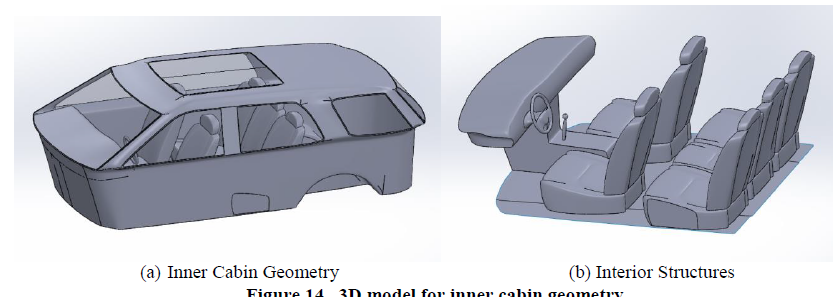 (a) Inner Cabin Geometry
(b) Interior Structures
Figure 14 3D model for inner cabin geometry